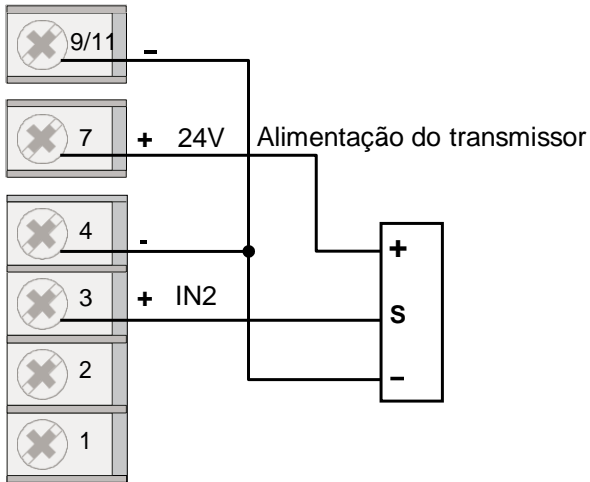 9/11 -
7 + 24V Alimentação do transmissor
4 -
+
3 + IN2
S
2
-
1